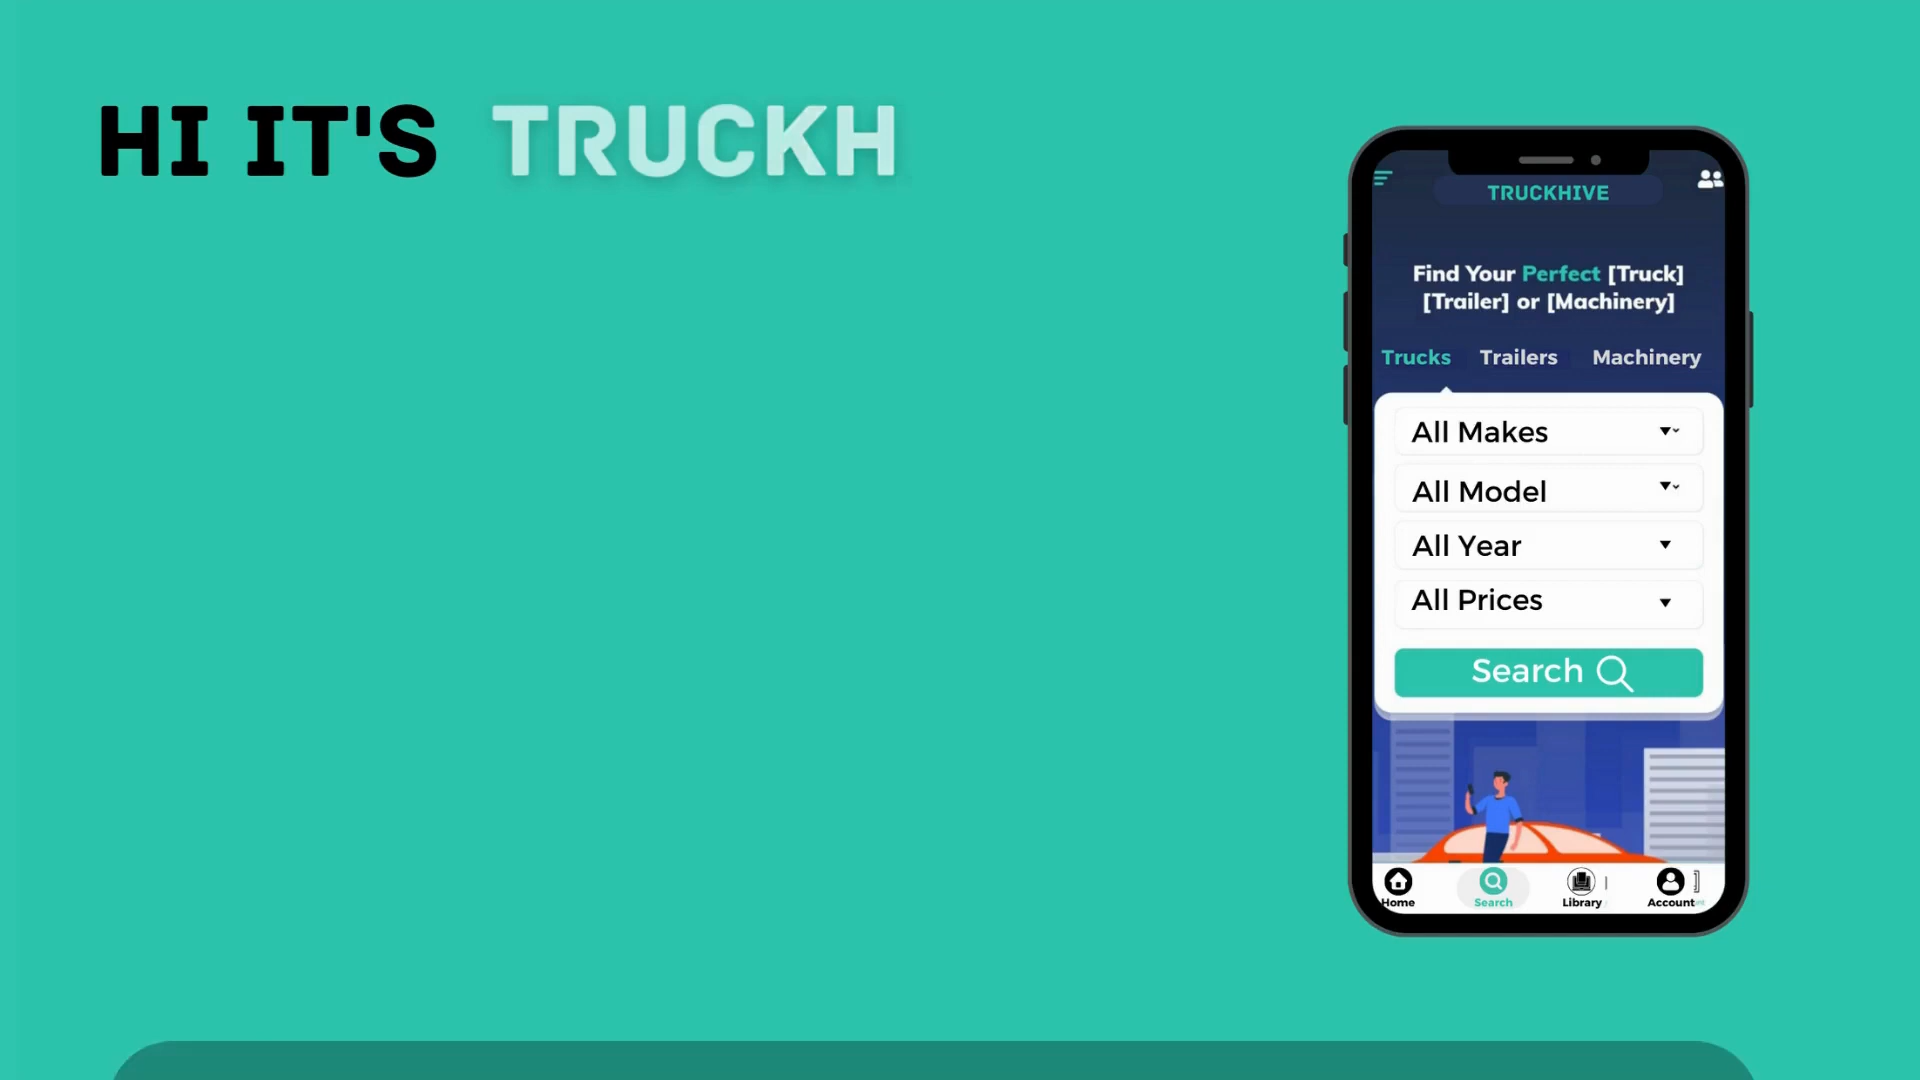 HI IT'S TRUCKH
TRUCKHIVE
Find Your Perfect [Truck]
[Trailer] or [Machinery]
Trucks Trailers Machinery
All Makes
All Model
All Year
All Prices
Search
Home Search Library Account